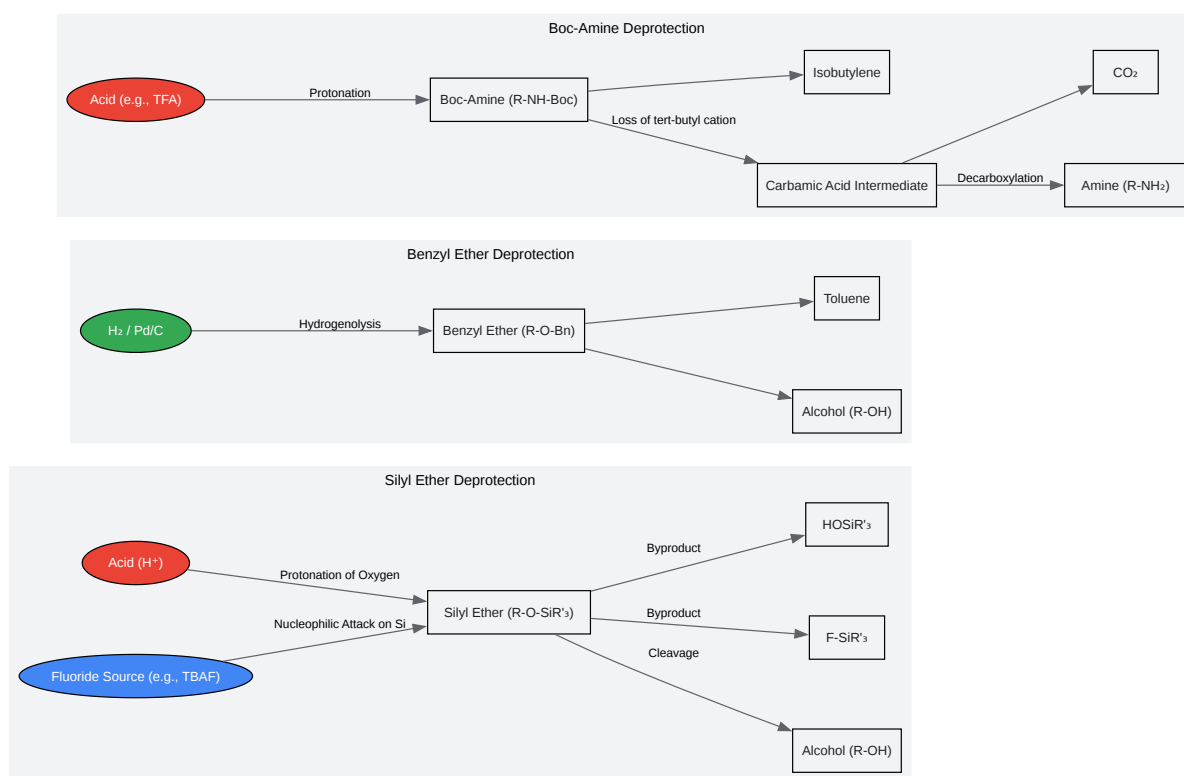 Boc-Amine Deprotection
Acid (e.g., TFA)
Protonation
Boc-Amine (R-NH-Boc)
Isobutylene
Loss of tert-butyl cation
Carbamic Acid Intermediate
CO₂
Decarboxylation
Amine (R-NH₂)
Benzyl Ether Deprotection
H₂ / Pd/C
Hydrogenolysis
Benzyl Ether (R-O-Bn)
Toluene
Alcohol (R-OH)
Silyl Ether Deprotection
Acid (H⁺)
Protonation of Oxygen
Nucleophilic Attack on Si
Fluoride Source (e.g., TBAF)
Silyl Ether (R-O-SiR'₃)
Byproduct
HOSiR'₃
Byproduct
F-SiR'₃
Cleavage
Alcohol (R-OH)